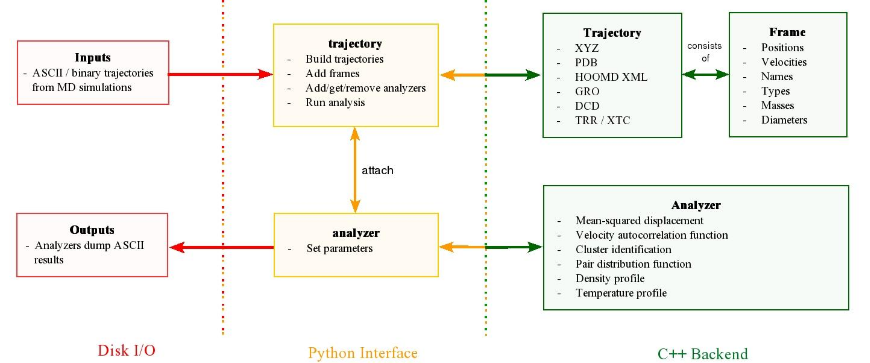 Inputs
- ASCII / binary trajectories
from MD simulations
trajectory
- Build trajectories
- Add frames
- Add/get/remove analyzers
- Run analysis
Trajectory
- XYZ
- PDB
- HOOMD XML
- GRO
- DCD
- TRR / XTC
consists
of
Frame
- Positions
- Velocities
- Names
- Types
- Masses
- Diameters
attach
Outputs
- Analyzers dump ASCII
results
analyzer
- Set parameters
Analyzer
- Mean-squared displacement
- Velocity autocorrelation function
- Cluster identification
- Pair distribution function
- Density profile
- Temperature profile
Disk I/O
Python Interface
C++ Backend